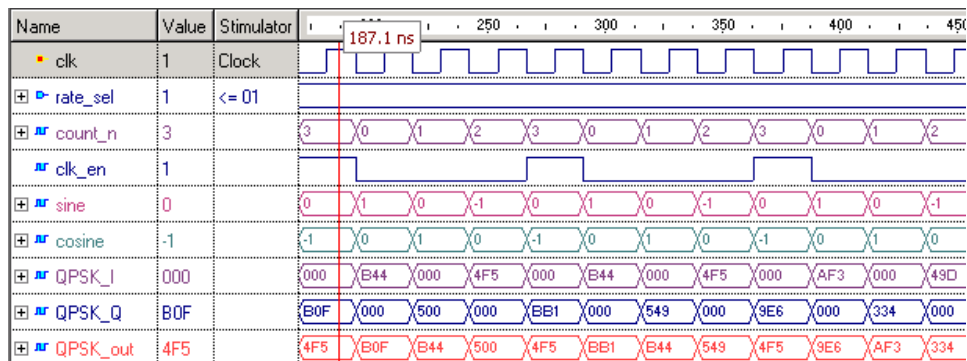 Name Value Stimulator 250 300 350 400 450
187.1 ns
clk 1 Clock
rate_sel 1 <= 01
count_n 3 3 0 1 2 3 0 1 2 3 0 1 2
clk_en 1
sine 0 0 1 0 -1 0 1 0 -1 0 1 0 -1
cosine -1 -1 0 1 0 -1 0 1 0 -1 0 1 0
QPSK_I 000 000 B44 000 4F5 000 B44 000 4F5 000 AF3 000 49D
QPSK_Q B0F B0F 000 500 000 BB1 000 549 000 9E6 000 334 000
QPSK_out 4F5 4F5 B0F B44 500 4F5 BB1 B44 549 4F5 9E6 AF3 334